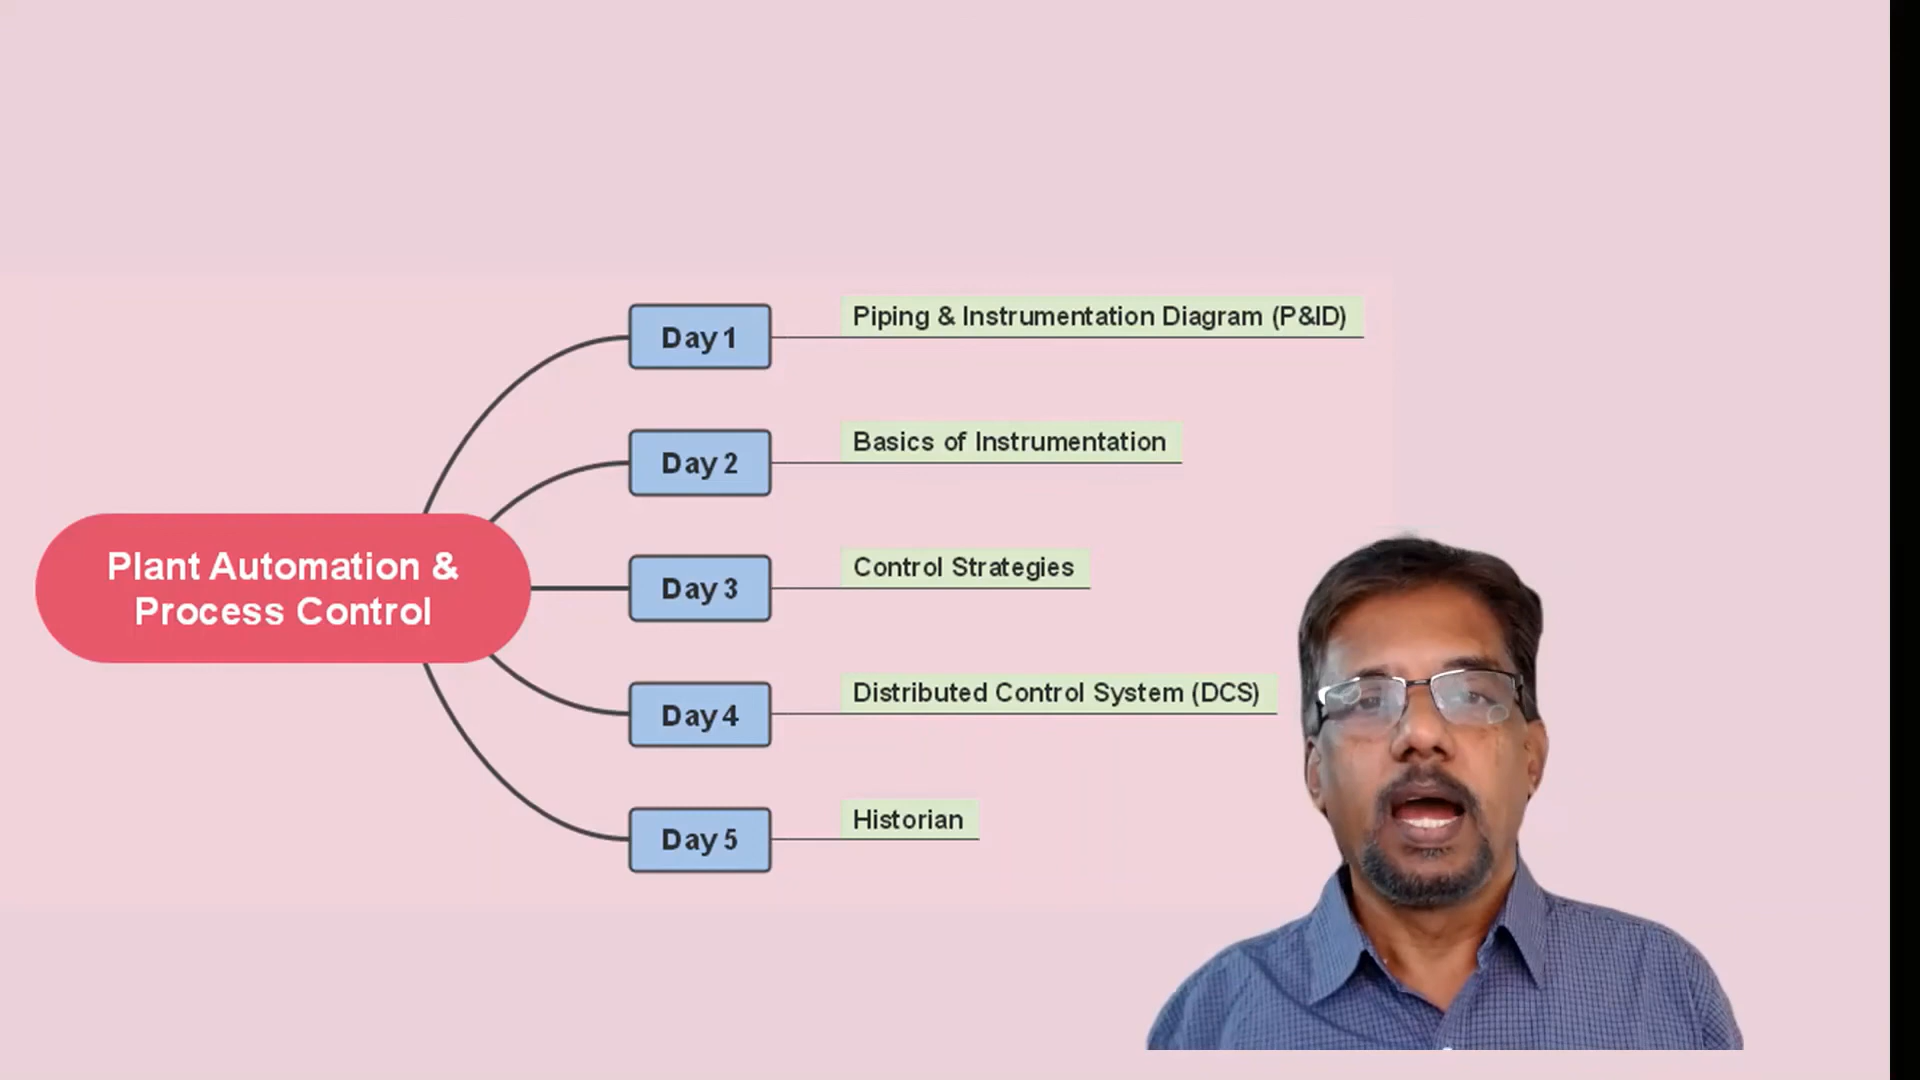 Plant Automation &
Process Control
Day 1
Piping & Instrumentation Diagram (P&ID)
Day 2
Basics of Instrumentation
Day 3
Control Strategies
Day 4
Distributed Control System (DCS)
Day 5
Historian